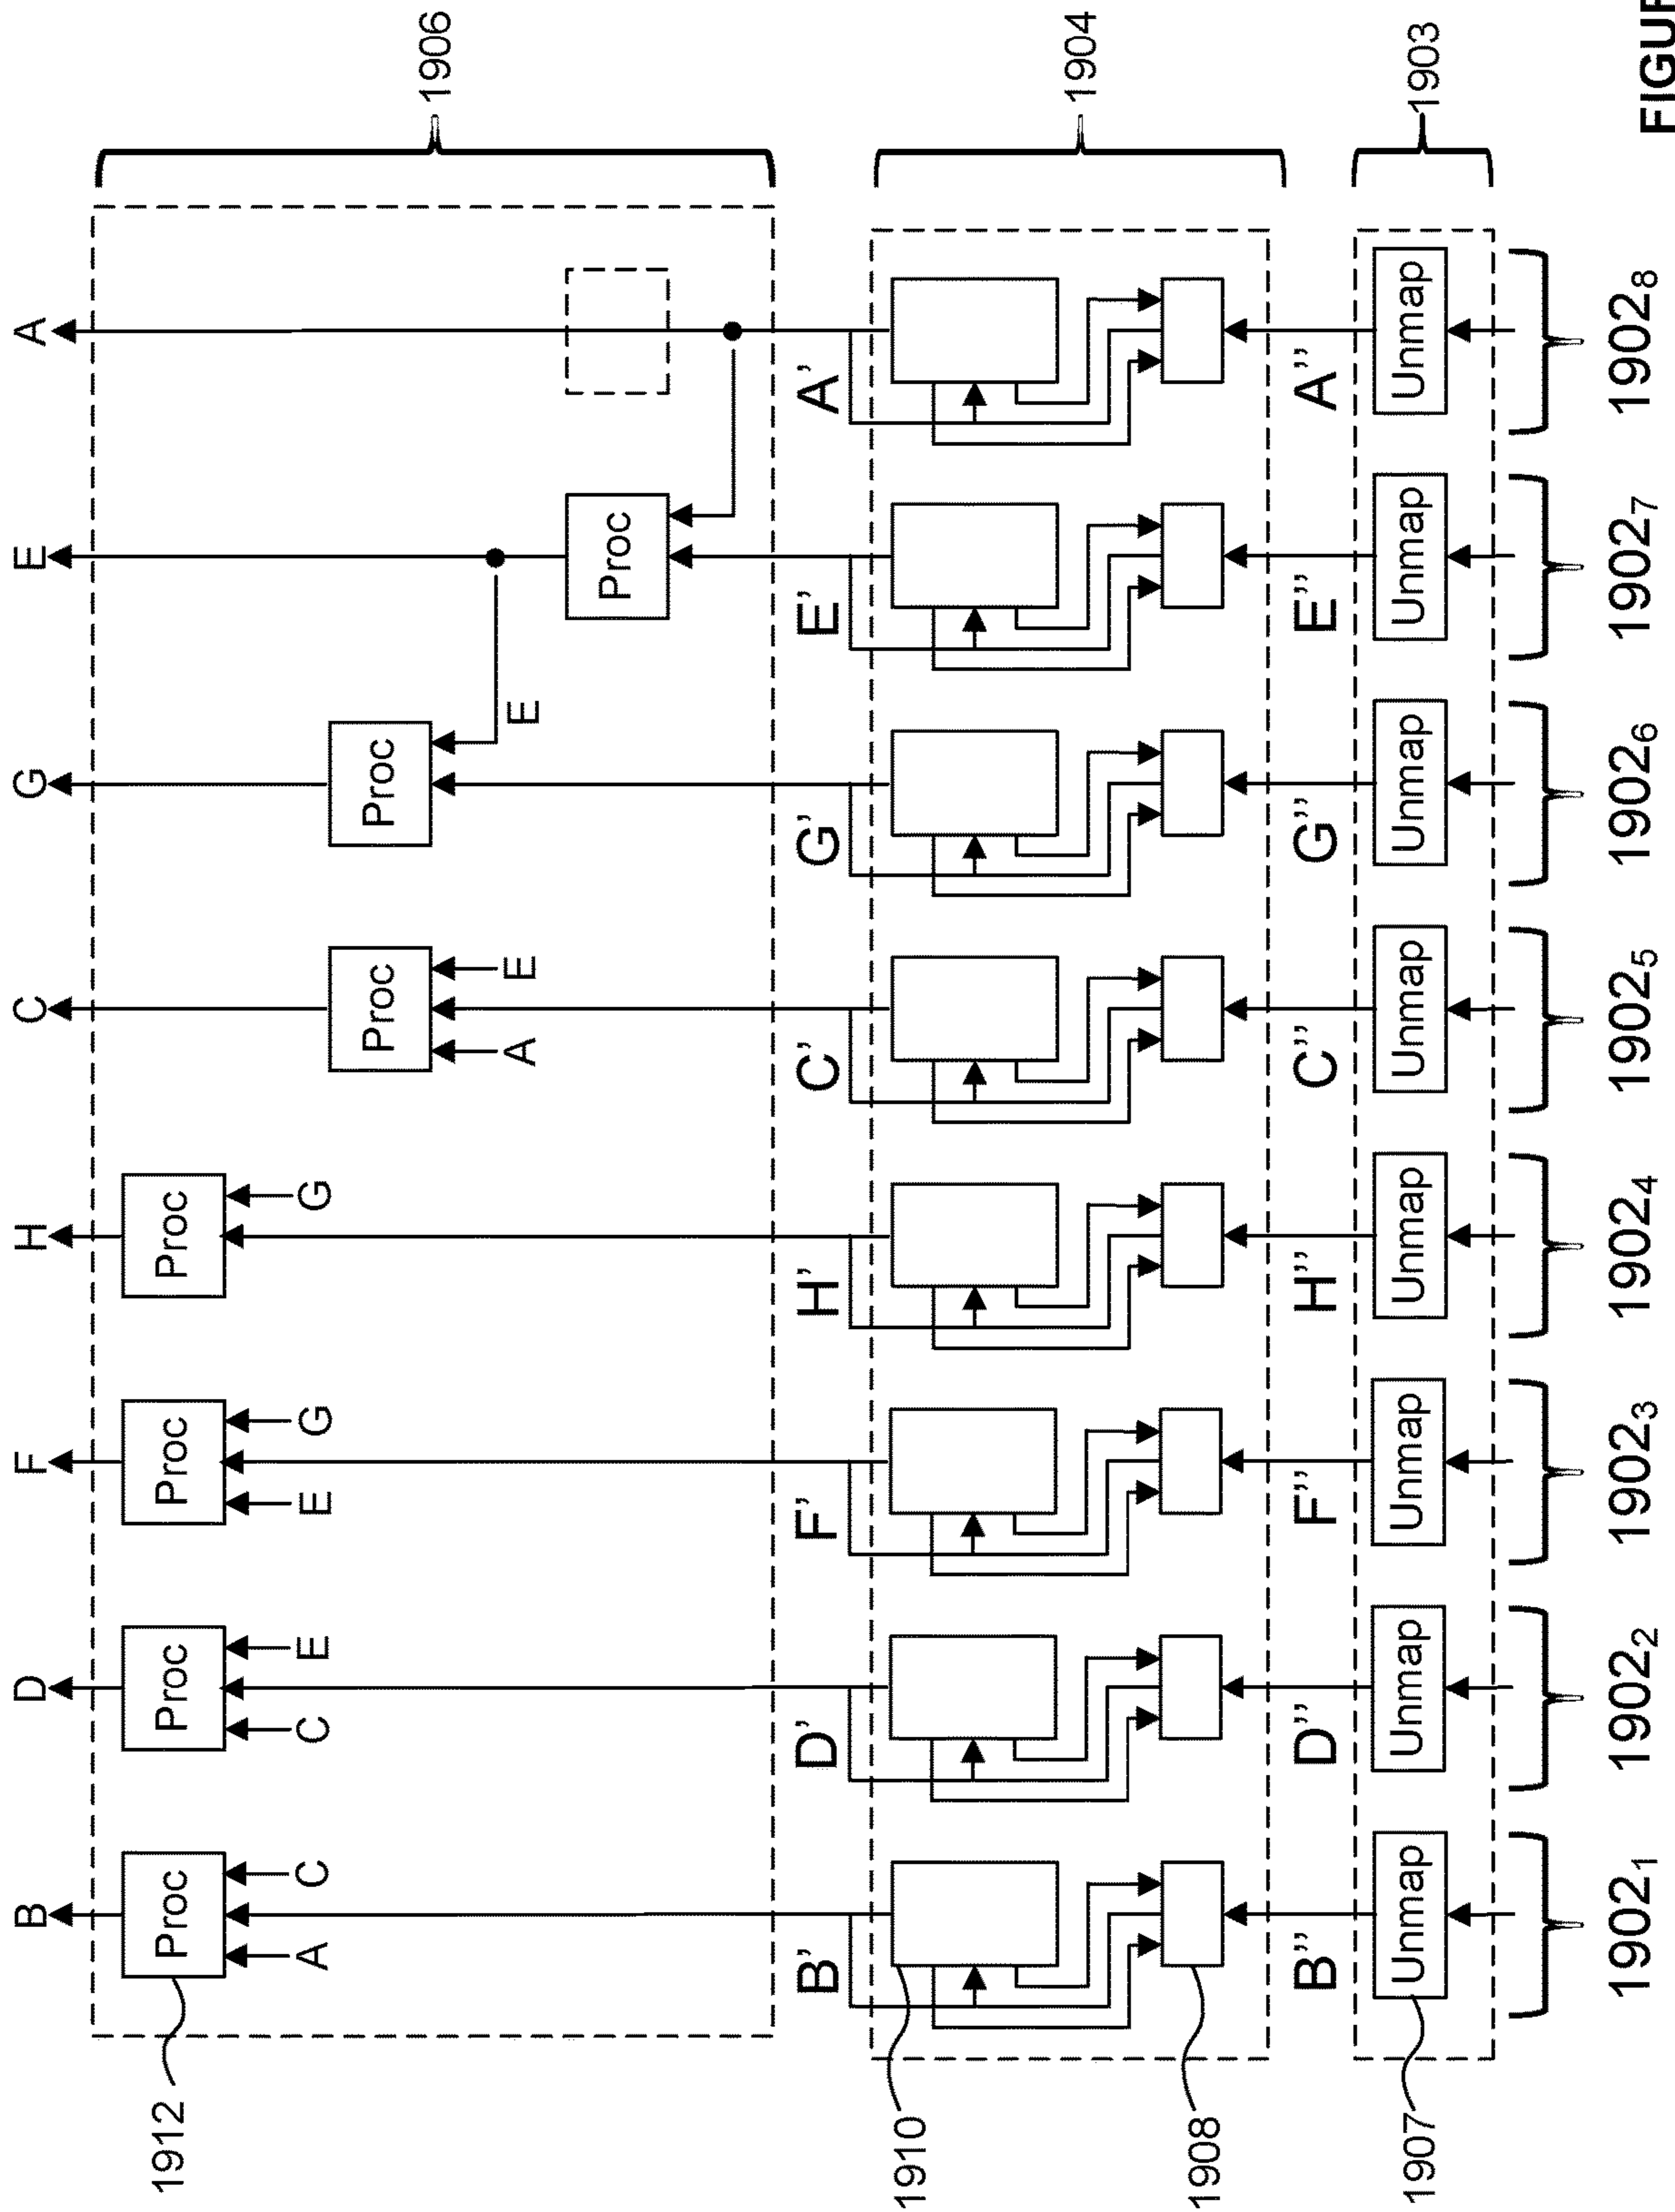 B D F H C G E A
1912 Proc Proc Proc Proc
A C C E E G G
Proc Proc
1906
A E E
Proc
B' D' F' H' C' G' E' A'
1910
1904
1908
B'' D'' F'' H'' C'' G'' E'' A''
1907 Unmap Unmap Unmap Unmap Unmap Unmap Unmap Unmap 1903
1902₁ 1902₂ 1902₃ 1902₄ 1902₅ 1902₆ 1902₇ 1902₈